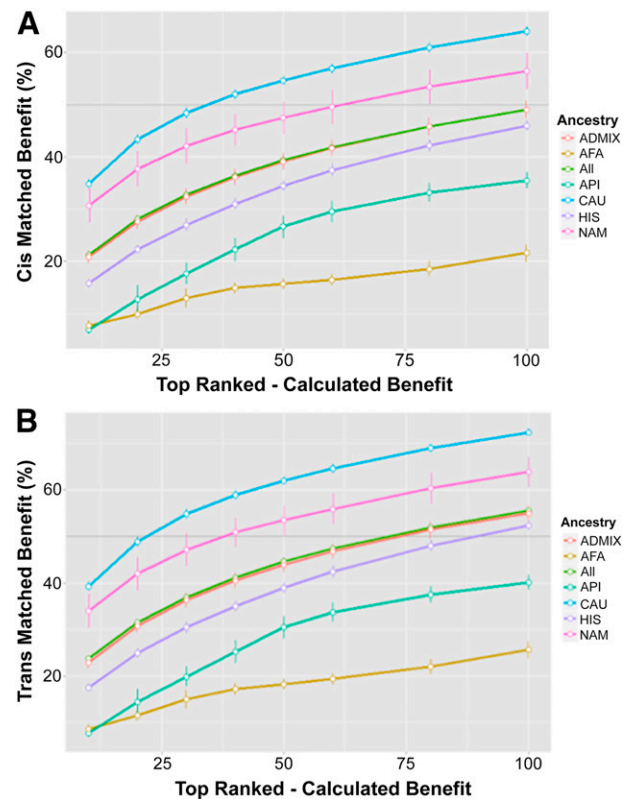 A
Cis Matched Benefit (%)
60
40
20
25
50
75
100
Top Ranked - Calculated Benefit
Ancestry
ADMIX
AFA
All
API
CAU
HIS
NAM
B
Trans Matched Benefit (%)
60
40
20
25
50
75
100
Top Ranked - Calculated Benefit
Ancestry
ADMIX
AFA
All
API
CAU
HIS
NAM